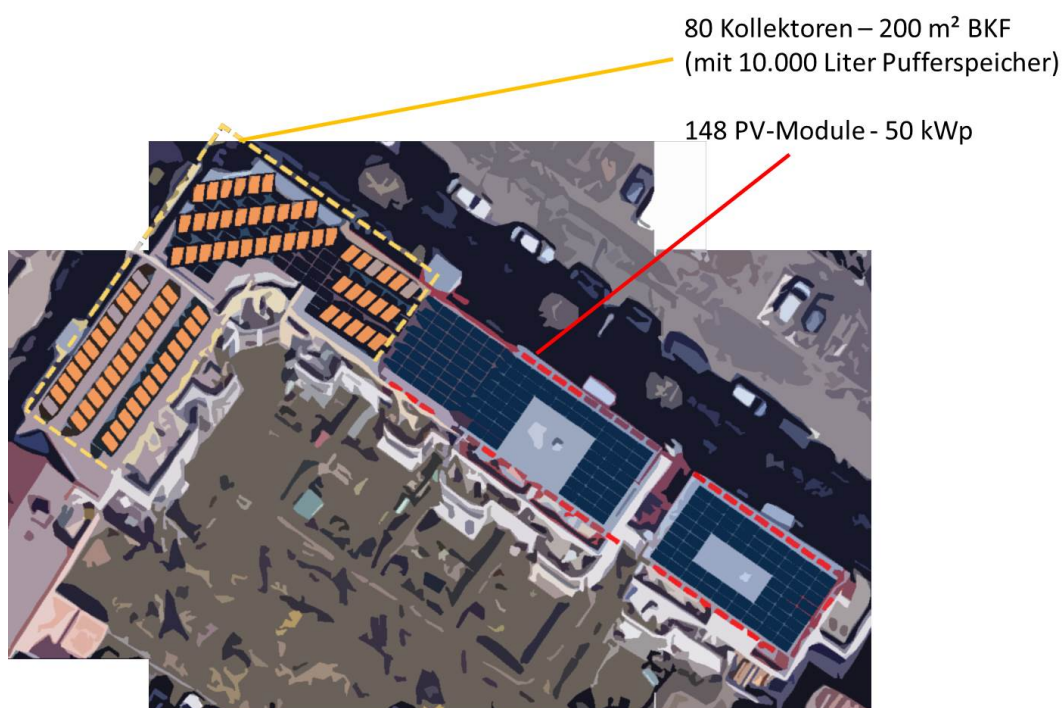 80 Kollektoren – 200 m² BKF
(mit 10.000 Liter Pufferspeicher)
148 PV-Module - 50 kWp